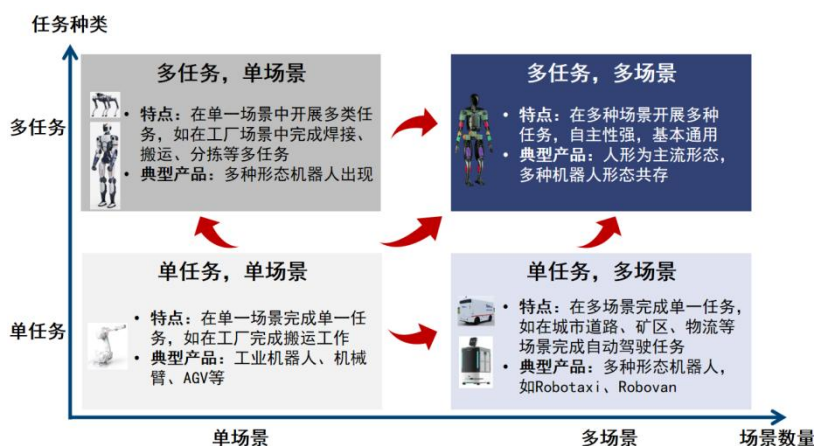 任务种类
多任务，单场景
• 特点：在单一场景中开展多类任
务，如在工厂场景中完成焊接、
搬运、分拣等多任务
• 典型产品：多种形态机器人出现
多任务，多场景
• 特点：在多种场景开展多种
任务，自主性强，基本通用
• 典型产品：人形为主流形态，
多种机器人形态共存
多任务
单任务，单场景
• 特点：在单一场景完成单一任
务，如在工厂完成搬运工作
• 典型产品：工业机器人、机械
臂、AGV等
单任务，多场景
• 特点：在多场景完成单一任务，
如在城市道路、矿区、物流等
场景完成自动驾驶任务
• 典型产品：多种形态机器人，
如Robotaxi、Robovan
单任务
单场景
多场景
场景数量